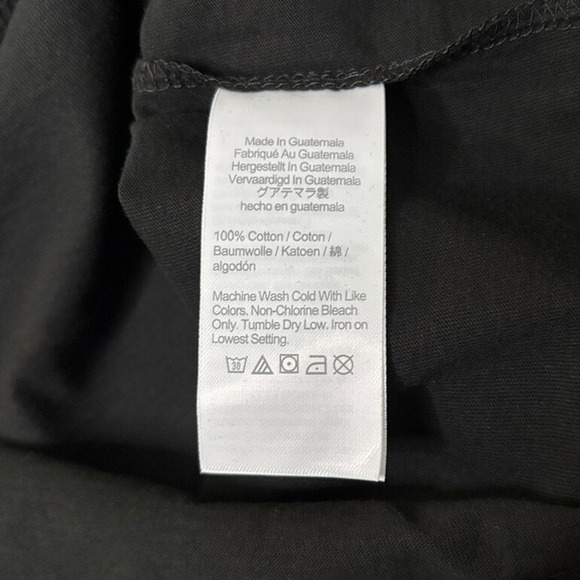 Made In Guatemala
Fabriqué Au Guatemala
Hergestellt In Guatemala
Vervaardigd In Guatemala
グアテマラ製
hecho en guatemala
100% Cotton / Coton /
Baumwolle / Katoen / 綿 /
algodón
Machine Wash Cold With Like
Colors. Non-Chlorine Bleach
Only. Tumble Dry Low. Iron on
Lowest Setting.
30